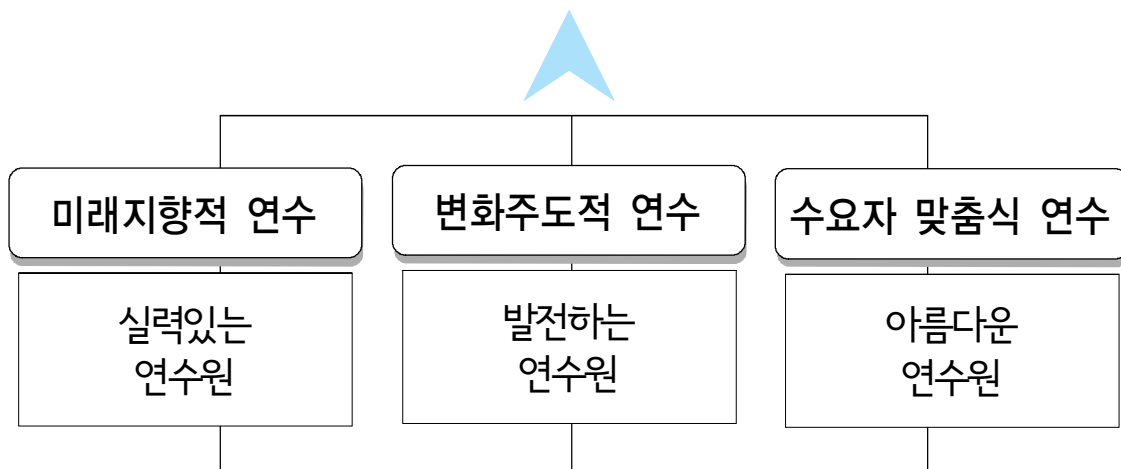 미래지향적 연수
변화주도적 연수
수요자 맞춤식 연수
실력있는
연수원
발전하는
연수원
아름다운
연수원